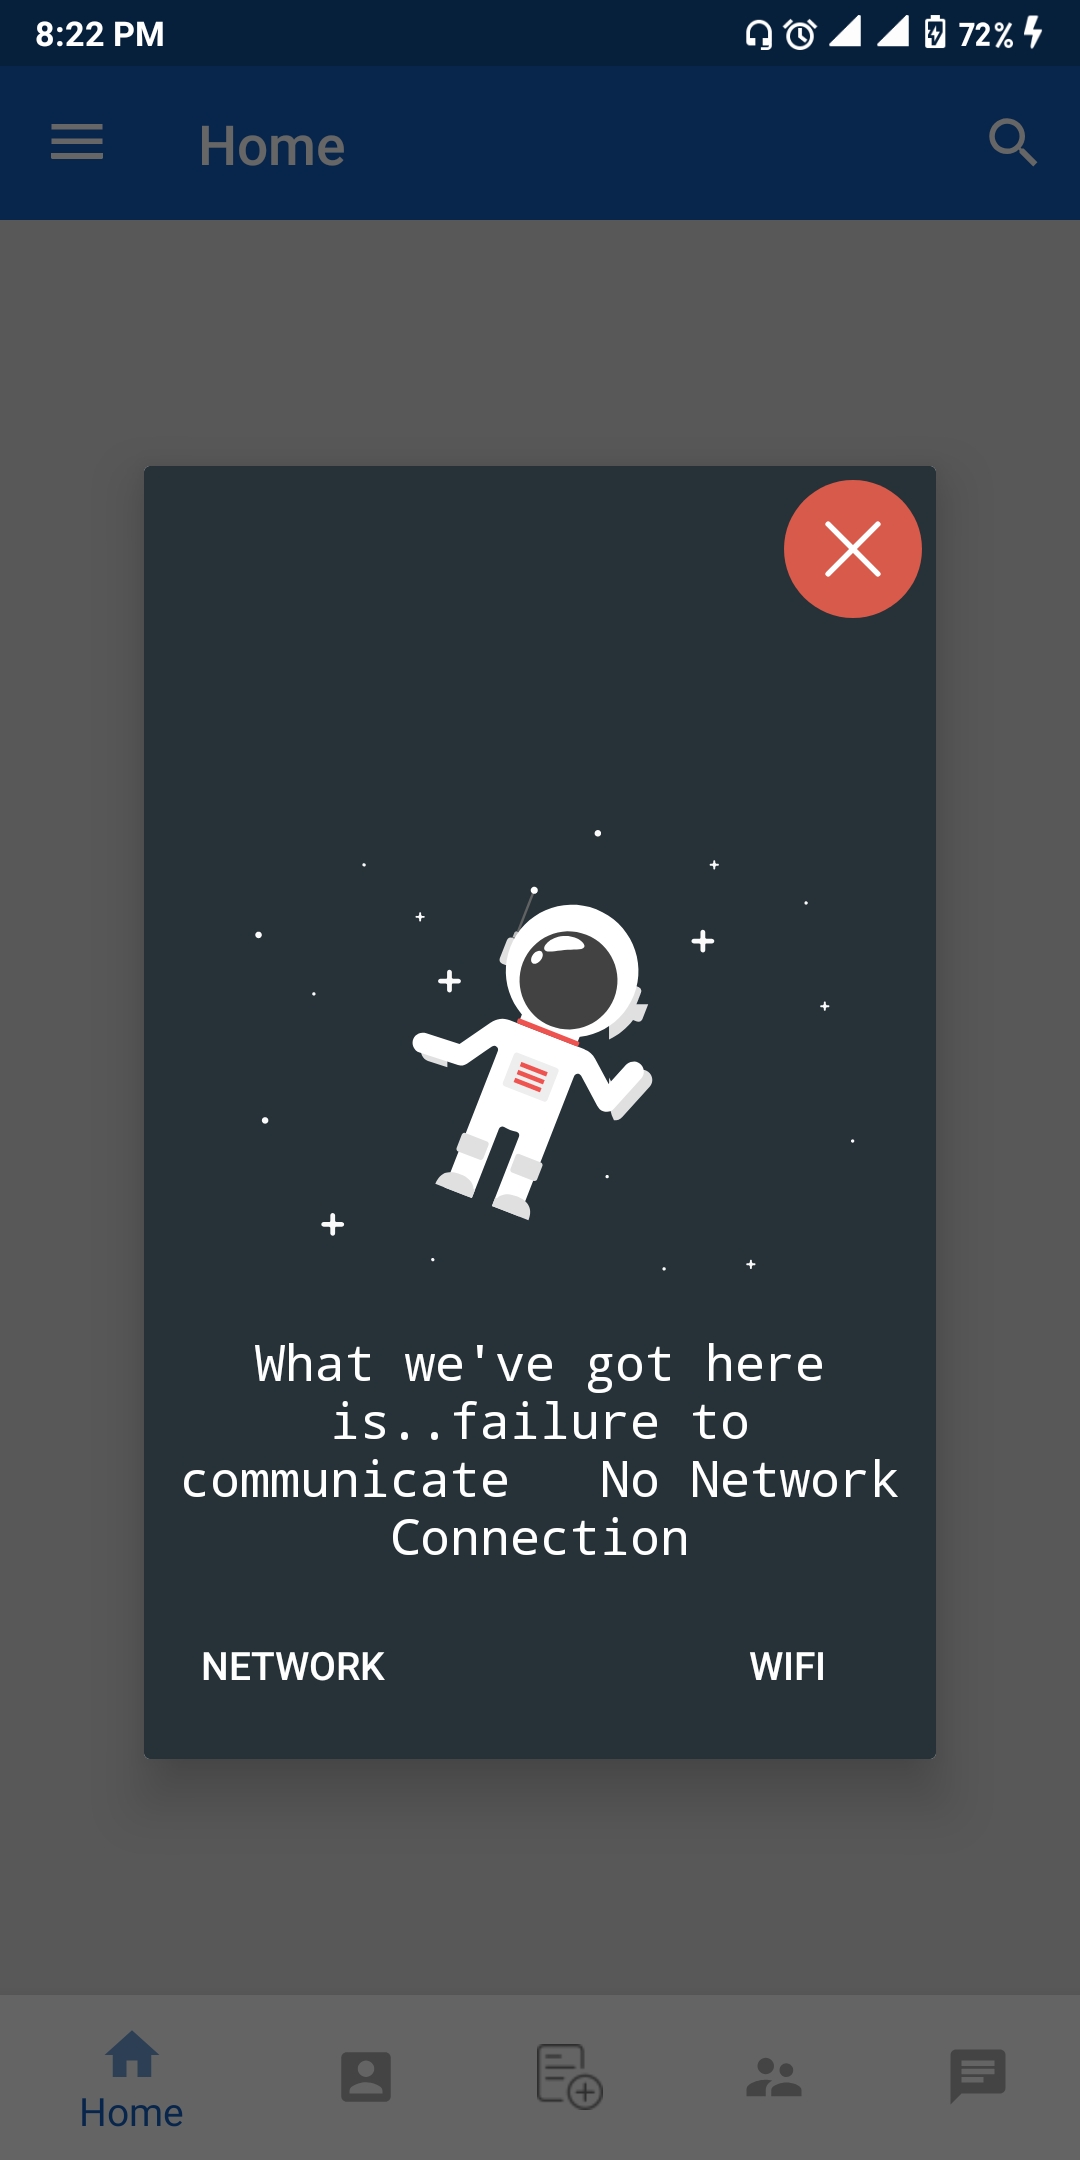 8:22 PM 72%
Home
What we've got here
is..failure to
communicate   No Network
Connection
NETWORK WIFI
Home